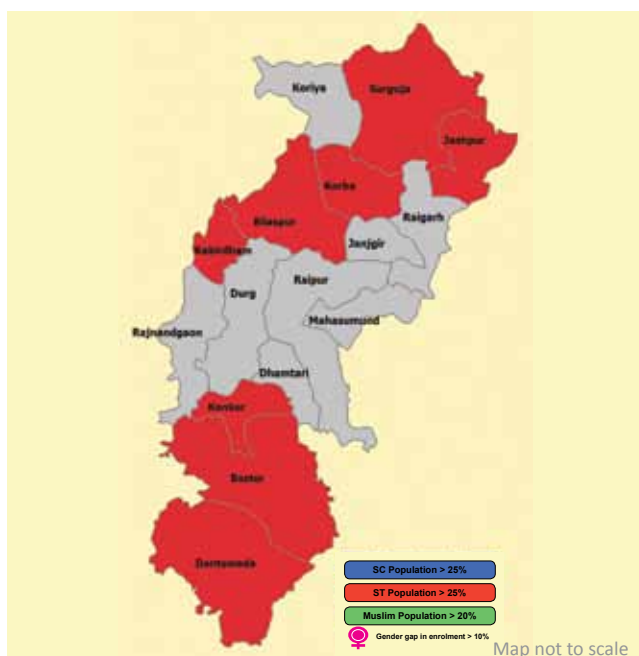 Koriya
Surguja
Jashpur
Korba
Bilaspur
Raigarh
Kabirdham
Janjgir
Raipur
Durg
Mahasumund
Rajnandgaon
Dhamtari
Kanker
Bastar
Dantewada
SC Population > 25%
ST Population > 25%
Muslim Population > 20%
Gender gap in enrolment > 10%
Map not to scale